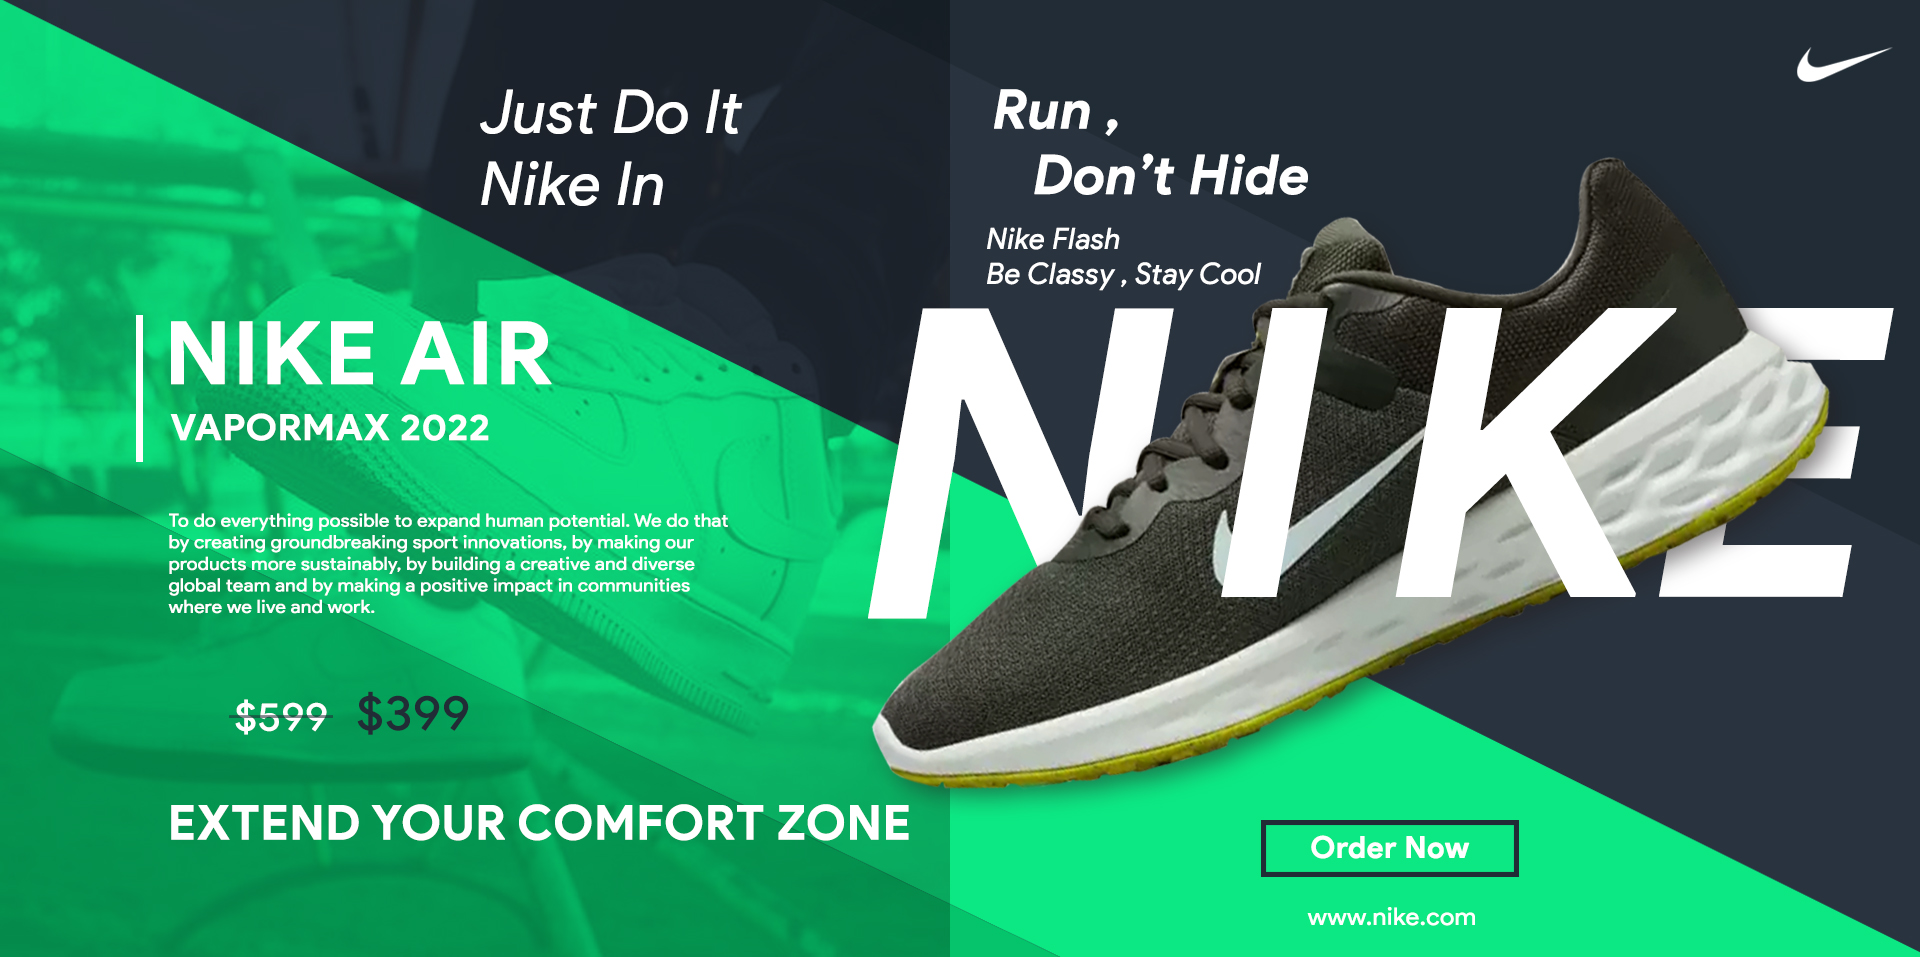 Just Do It
Nike In
NIKE AIR
VAPORMAX 2022
To do everything possible to expand human potential. We do that
by creating groundbreaking sport innovations, by making our
products more sustainably, by building a creative and diverse
global team and by making a positive impact in communities
where we live and work.
$599 $399
EXTEND YOUR COMFORT ZONE
Run ,
Don’t Hide
Nike Flash
Be Classy , Stay Cool
NIKE
Order Now
www.nike.com